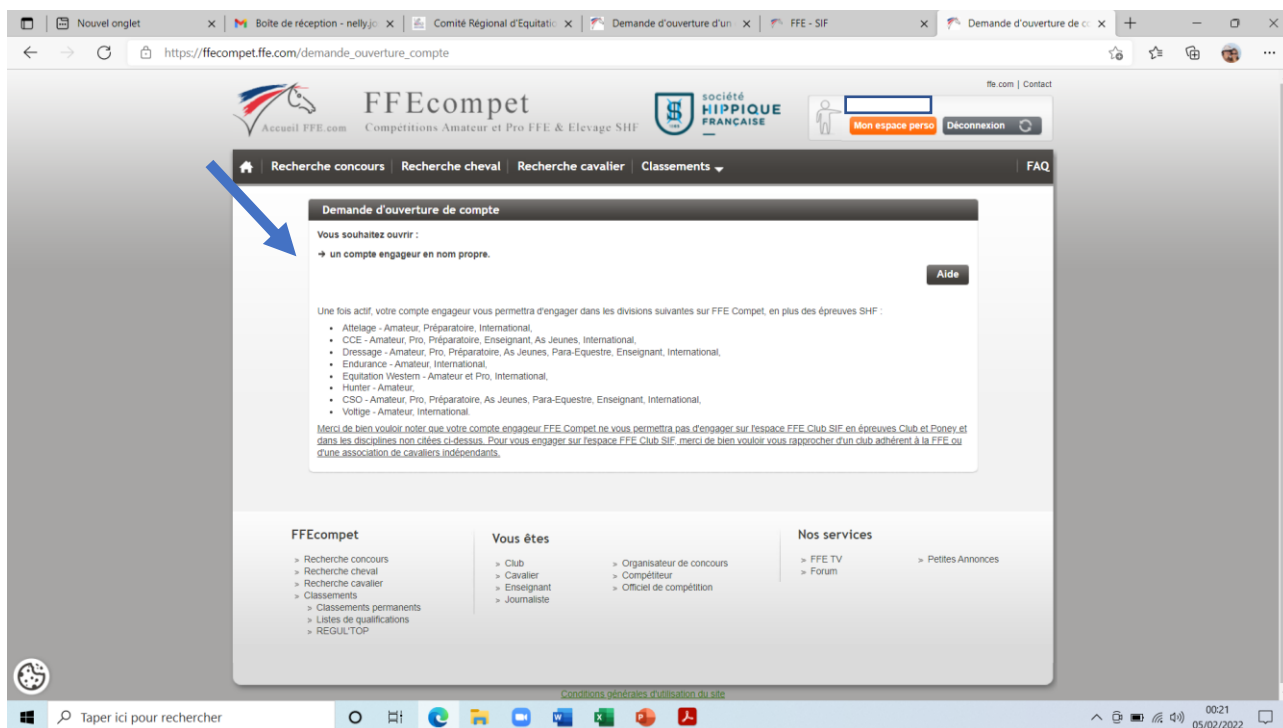 Nouvel onglet
Boîte de réception - nelly.jo
Comité Régional d'Equitatio
Demande d'ouverture d'un
FFE - SIF
Demande d'ouverture de co
https://ffecompet.ffe.com/demande_ouverture_compte
ffe.com | Contact
Accueil FFE.com
FFEcompet
Compétitions Amateur et Pro FFE & Elevage SHF
société
HIPPIQUE
FRANÇAISE
Mon espace perso
Déconnexion
Recherche concours
Recherche cheval
Recherche cavalier
Classements
FAQ
Demande d'ouverture de compte
Vous souhaitez ouvrir :
→ un compte engageur en nom propre.
Aide
Une fois actif, votre compte engageur vous permettra d'engager dans les divisions suivantes sur FFE Compet, en plus des épreuves SHF :
• Attelage - Amateur, Préparatoire, International,
• CCE - Amateur, Pro, Préparatoire, Enseignant, As Jeunes, International,
• Dressage - Amateur, Pro, Préparatoire, As Jeunes, Para-Equestre, Enseignant, International,
• Endurance - Amateur, International,
• Equitation Western - Amateur et Pro, International,
• Hunter - Amateur,
• CSO - Amateur, Pro, Préparatoire, As Jeunes, Para-Equestre, Enseignant, International,
• Voltige - Amateur, International.
Merci de bien vouloir noter que votre compte engageur FFE Compet ne vous permettra pas d'engager sur l'espace FFE Club SIF en épreuves Club et Poney et
dans les disciplines non citées ci-dessus. Pour vous engager sur l'espace FFE Club SIF, merci de bien vouloir vous rapprocher d'un club adhérent à la FFE ou
d'une association de cavaliers indépendants.
FFEcompet
» Recherche concours
» Recherche cheval
» Recherche cavalier
» Classements
» Classements permanents
» Listes de qualifications
» REGUL'TOP
Vous êtes
» Club
» Cavalier
» Enseignant
» Journaliste
» Organisateur de concours
» Compétiteur
» Officiel de compétition
Nos services
» FFE TV
» Forum
» Petites Annonces
Conditions générales d'utilisation du site
Taper ici pour rechercher
00:21
05/02/2022